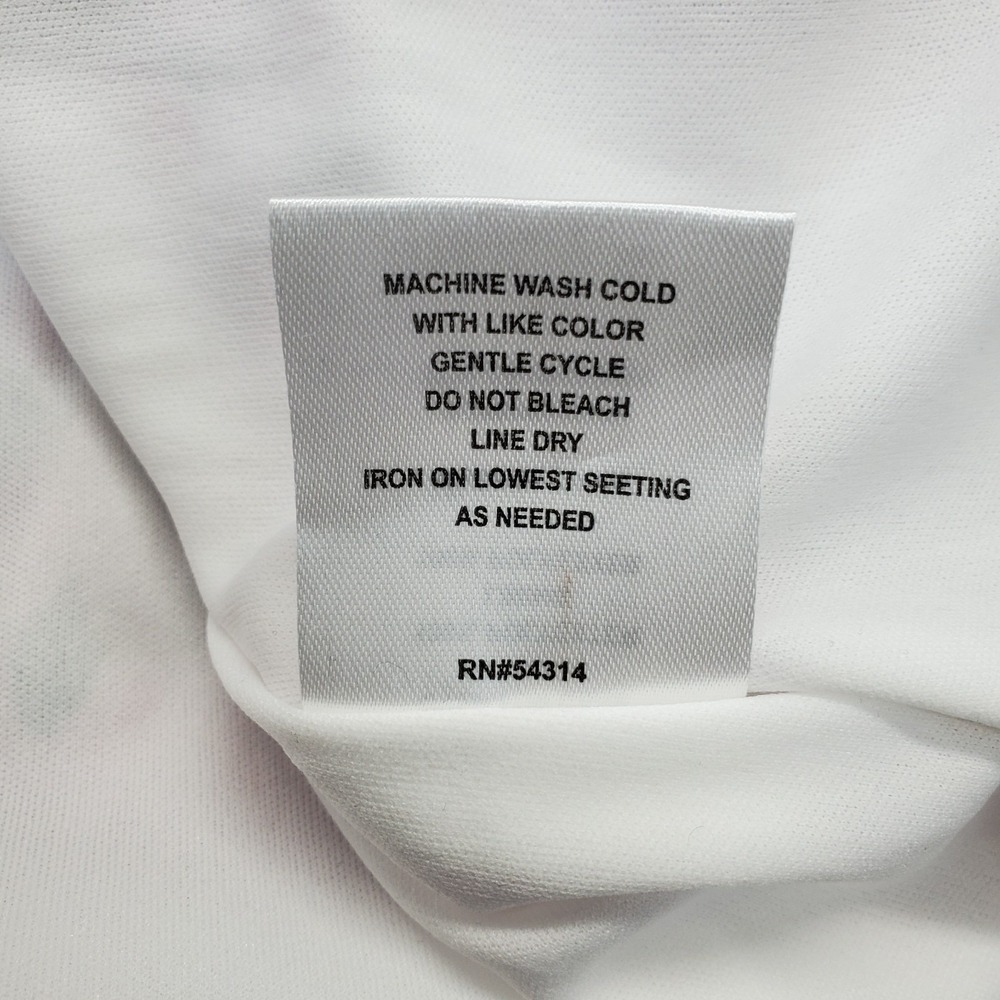 MACHINE WASH COLD
WITH LIKE COLOR
GENTLE CYCLE
DO NOT BLEACH
LINE DRY
IRON ON LOWEST SEETING
AS NEEDED
RN#54314